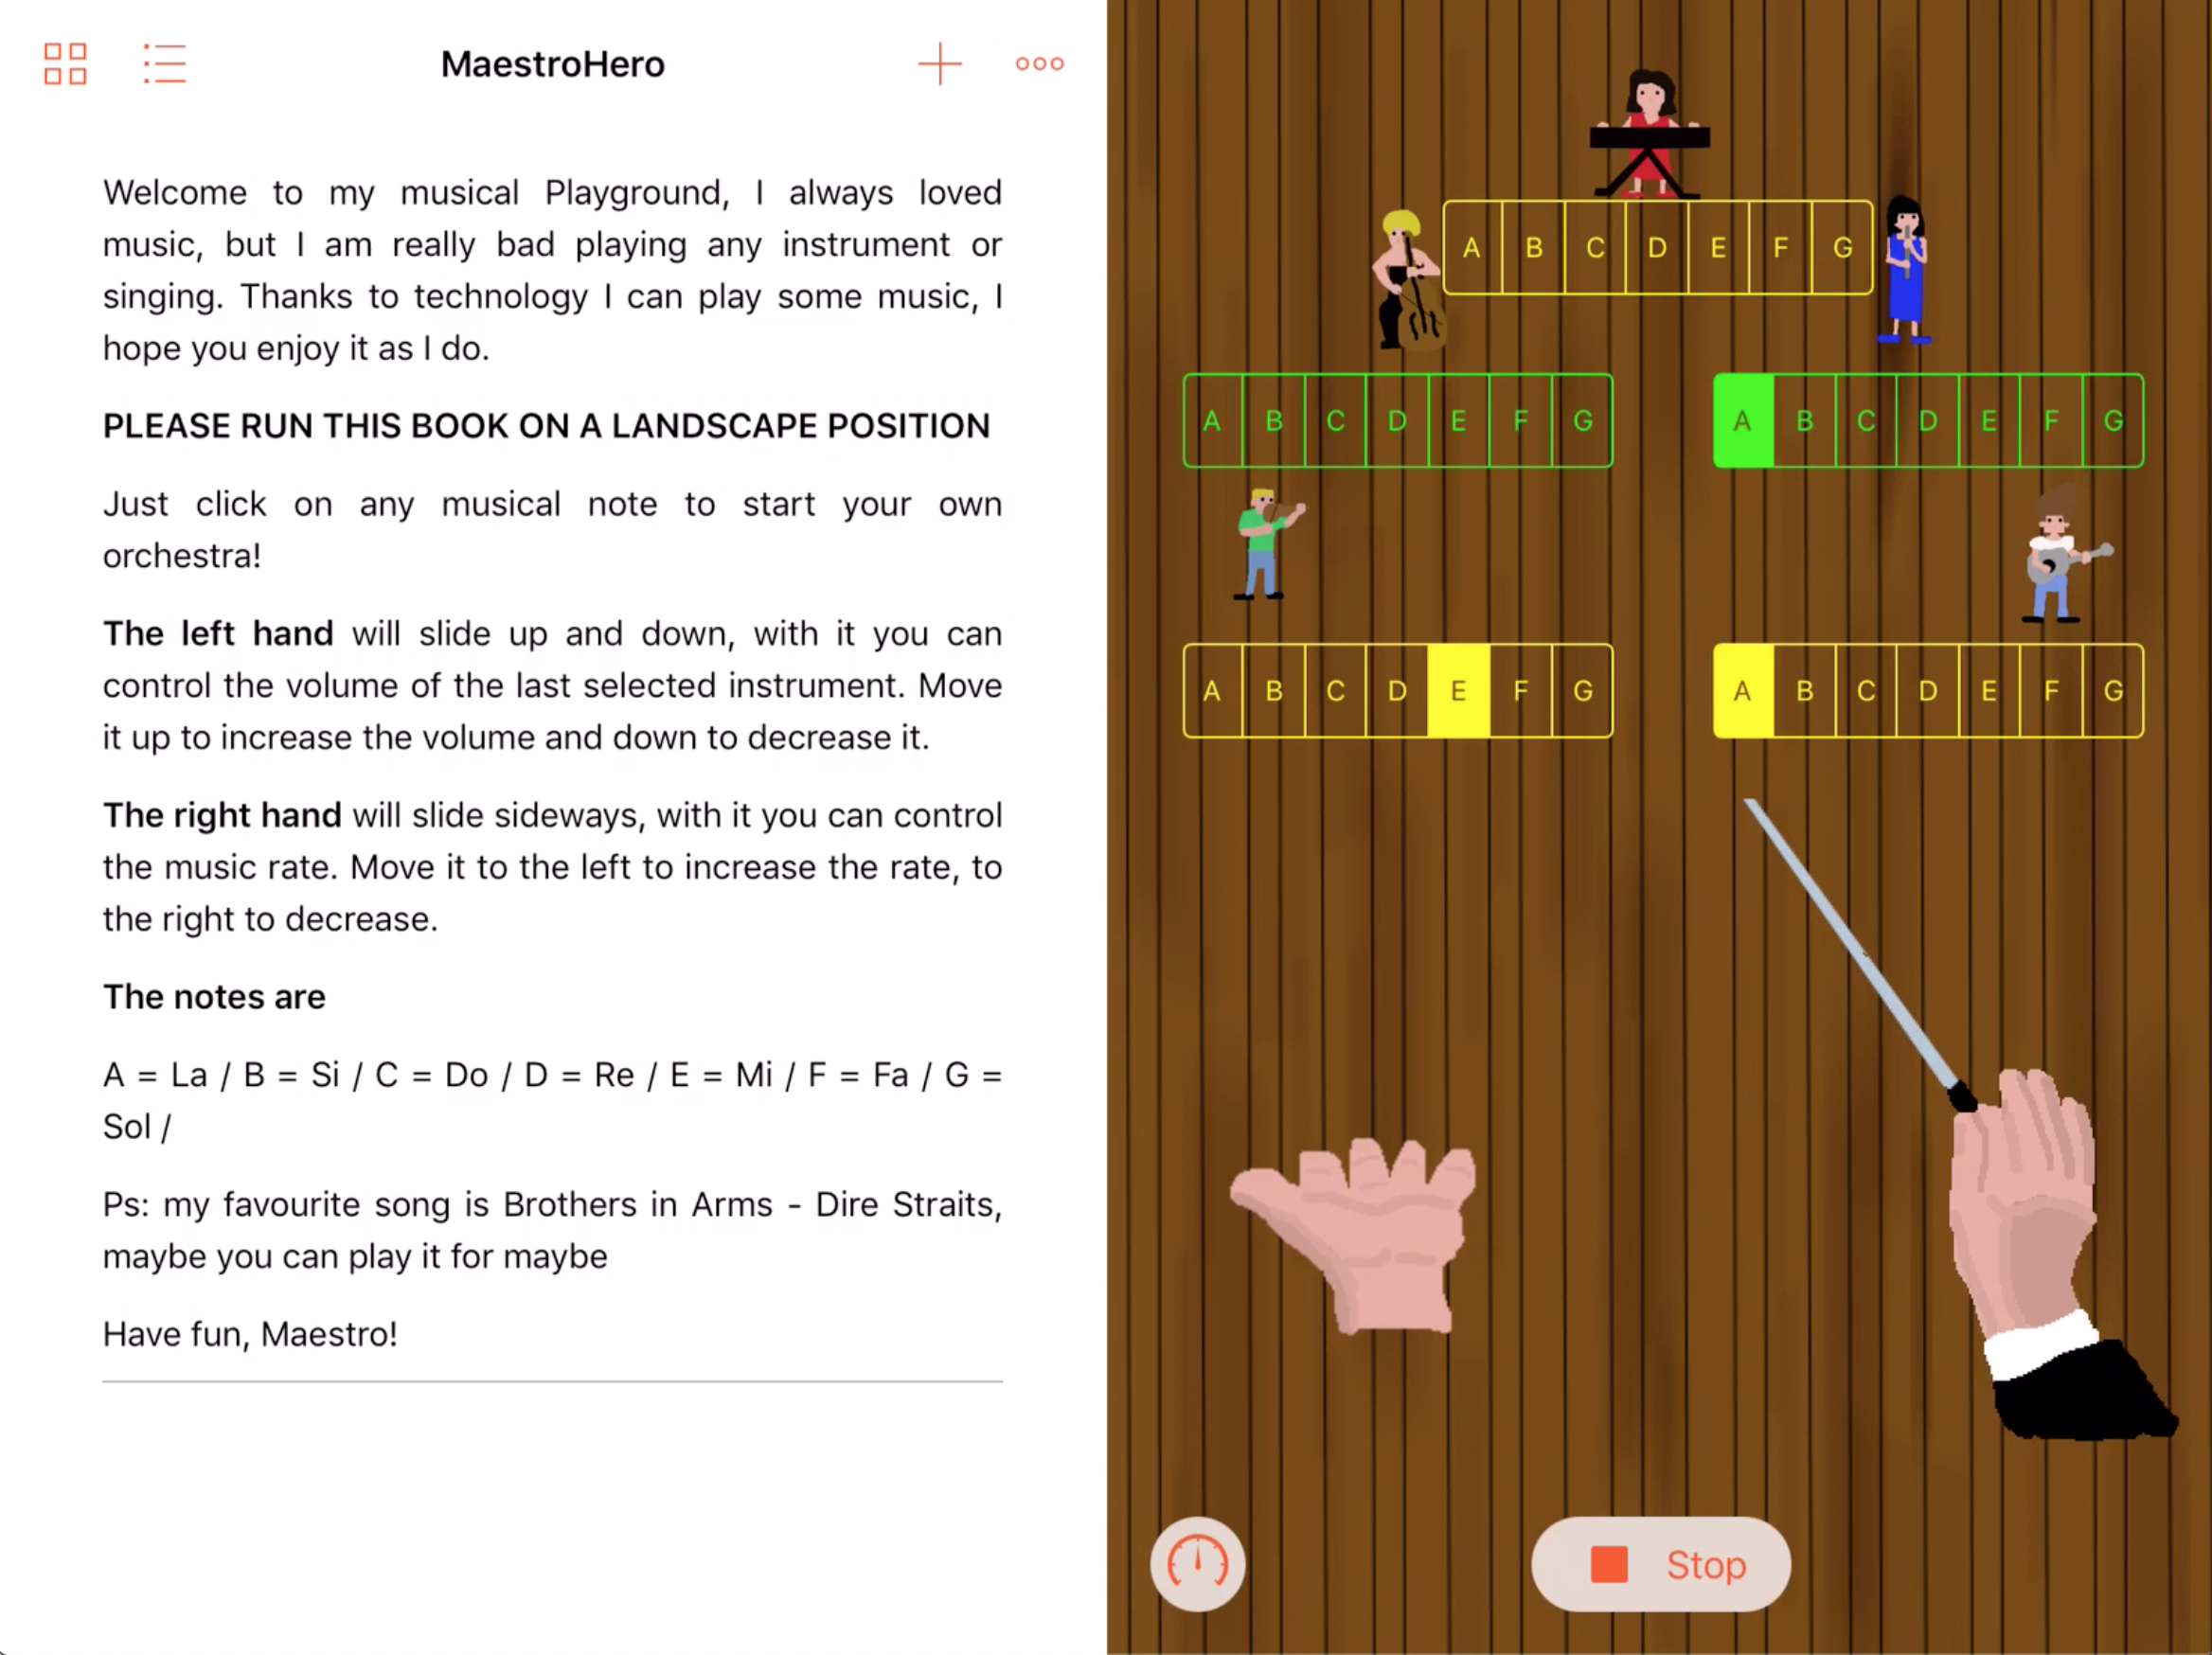 MaestroHero
Welcome to my musical Playground, I always loved
music, but I am really bad playing any instrument or
singing. Thanks to technology I can play some music, I
hope you enjoy it as I do.
PLEASE RUN THIS BOOK ON A LANDSCAPE POSITION
Just click on any musical note to start your own
orchestra!
The left hand will slide up and down, with it you can
control the volume of the last selected instrument. Move
it up to increase the volume and down to decrease it.
The right hand will slide sideways, with it you can control
the music rate. Move it to the left to increase the rate, to
the right to decrease.
The notes are
A = La / B = Si / C = Do / D = Re / E = Mi / F = Fa / G =
Sol /
Ps: my favourite song is Brothers in Arms - Dire Straits,
maybe you can play it for maybe
Have fun, Maestro!
A B C D E F G
A B C D E F G
A B C D E F G
A B C D E F G
A B C D E F G
Stop